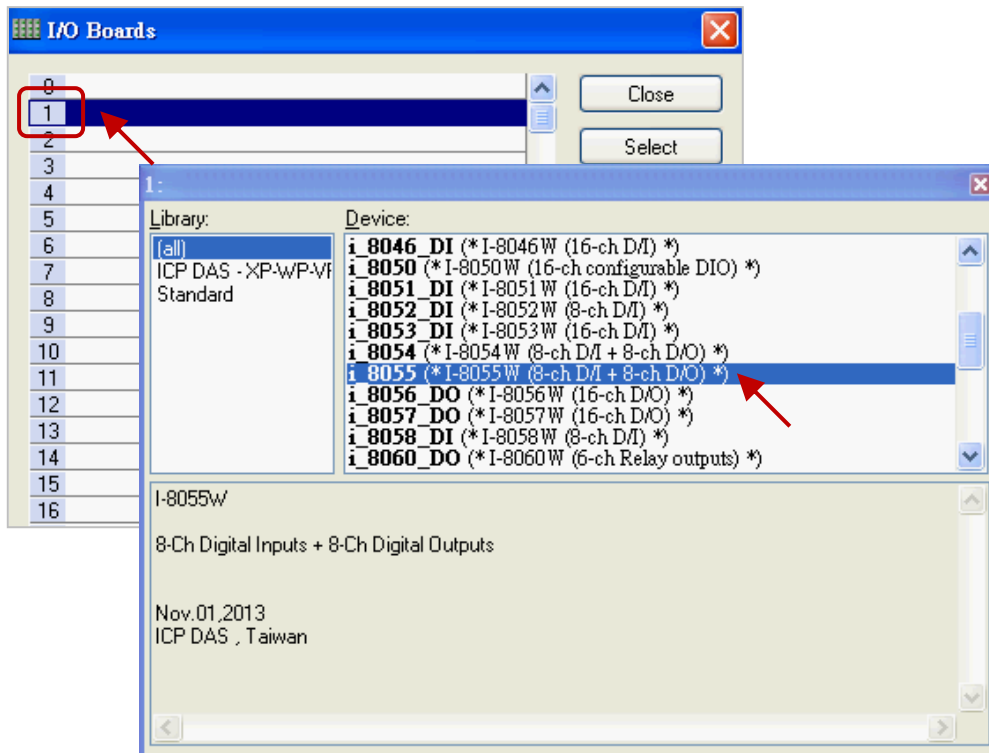 I/O Boards
0
1
2
3
4
5
6
7
8
9
10
11
12
13
14
15
16
Close
Select
1:
Library:
(all)
ICP DAS - XP-WP-VP
Standard
Device:
i_8046_DI (* I-8046W (16-ch D/I) *)
i_8050 (* I-8050W (16-ch configurable DIO) *)
i_8051_DI (* I-8051W (16-ch D/I) *)
i_8052_DI (* I-8052W (8-ch D/I) *)
i_8053_DI (* I-8053W (16-ch D/I) *)
i_8054 (* I-8054W (8-ch D/I + 8-ch D/O) *)
i_8055 (* I-8055W (8-ch D/I + 8-ch D/O) *)
i_8056_DO (* I-8056W (16-ch D/O) *)
i_8057_DO (* I-8057W (16-ch D/O) *)
i_8058_DI (* I-8058W (8-ch D/I) *)
i_8060_DO (* I-8060W (6-ch Relay outputs) *)
I-8055W
8-Ch Digital Inputs + 8-Ch Digital Outputs
Nov.01,2013
ICP DAS , Taiwan